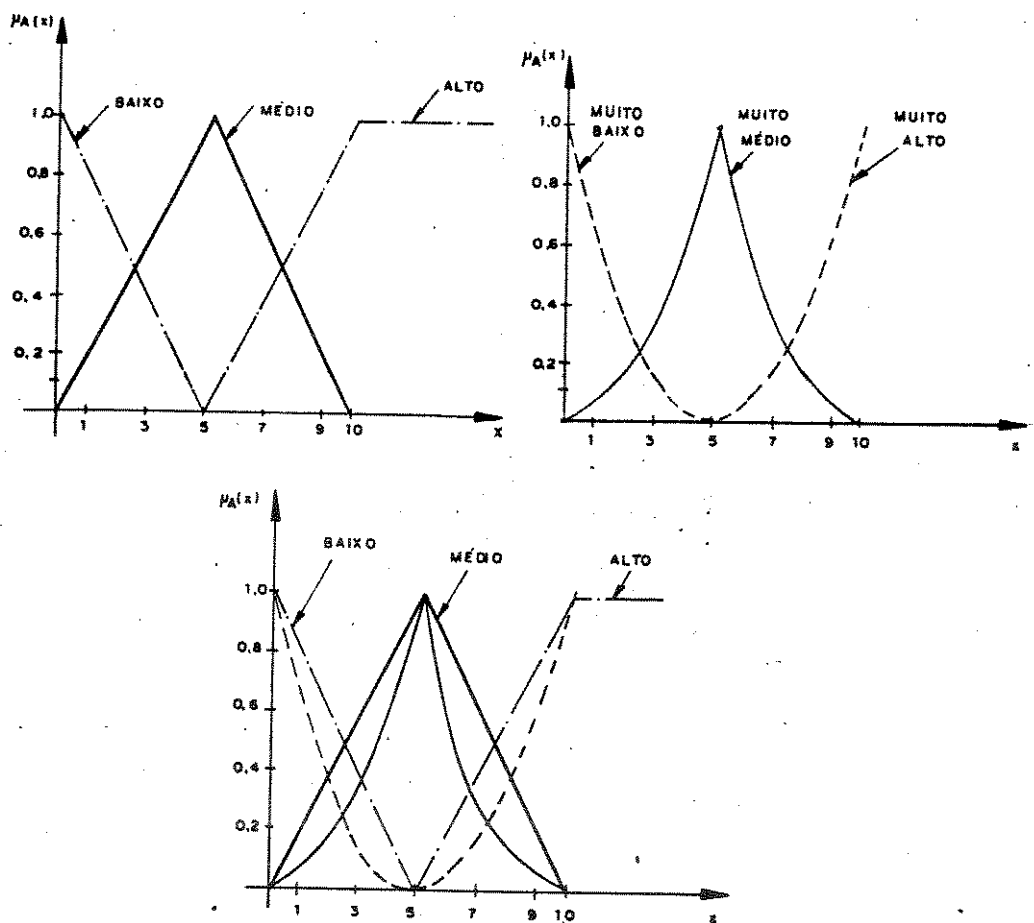 μA(x)
BAIXO
MÉDIO
ALTO
1,0
0,8
0,6
0,4
0,2
1 3 5 7 9 10 x
μA(x)
MUITO BAIXO
MUITO MÉDIO
MUITO ALTO
1,0
0,8
0,6
0,4
0,2
1 3 5 7 9 10 x
μA(x)
BAIXO
MÉDIO
ALTO
1,0
0,8
0,6
0,4
0,2
1 3 5 7 9 10 x